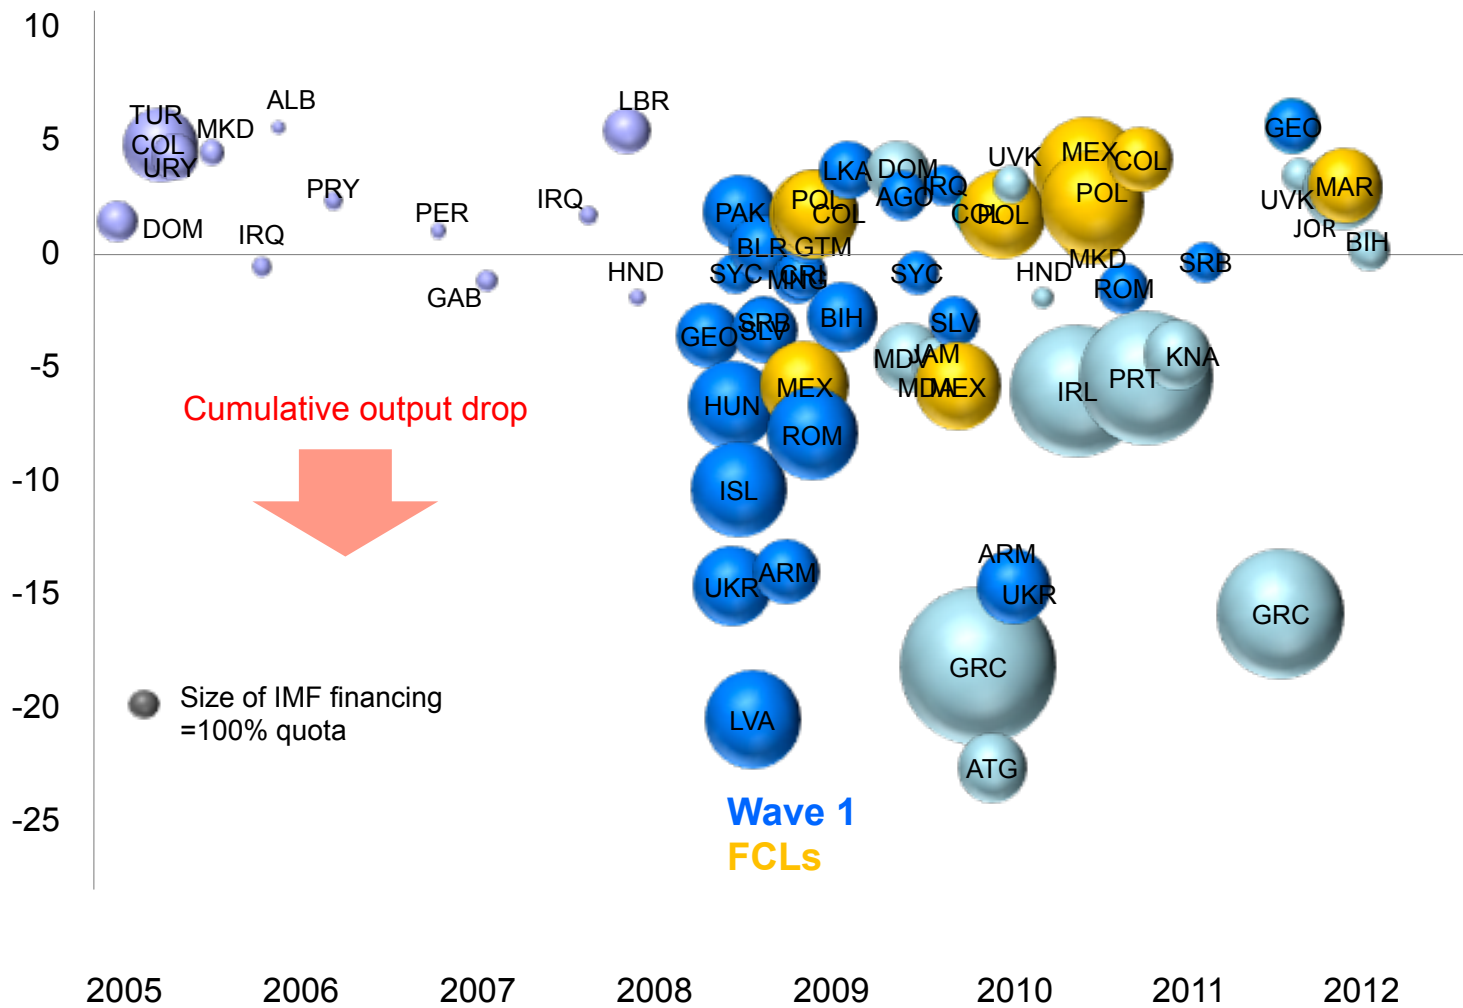 10
5
0
-5
-10
-15
-20
-25
TUR
COL
URY
MKD
ALB
DOM
IRQ
PRY
PER
GAB
IRQ
LBR
HND
PAK
BLR
SYC
GEO
SRB
SLV
HUN
ISL
UKR
ARM
LVA
POL
COL
GTM
CRI
MNG
BIH
MEX
ROM
LKA
DOM
AGO
IRQ
SYC
SLV
MDV
JAM
MDA
MEX
UVK
COL
POL
HND
MEX
COL
POL
MKD
ROM
SRB
IRL
PRT
KNA
ARM
UKR
GRC
ATG
GEO
UVK
MAR
JOR
BIH
GRC
Cumulative output drop
Size of IMF financing
=100% quota
Wave 1
FCLs
2005
2006
2007
2008
2009
2010
2011
2012